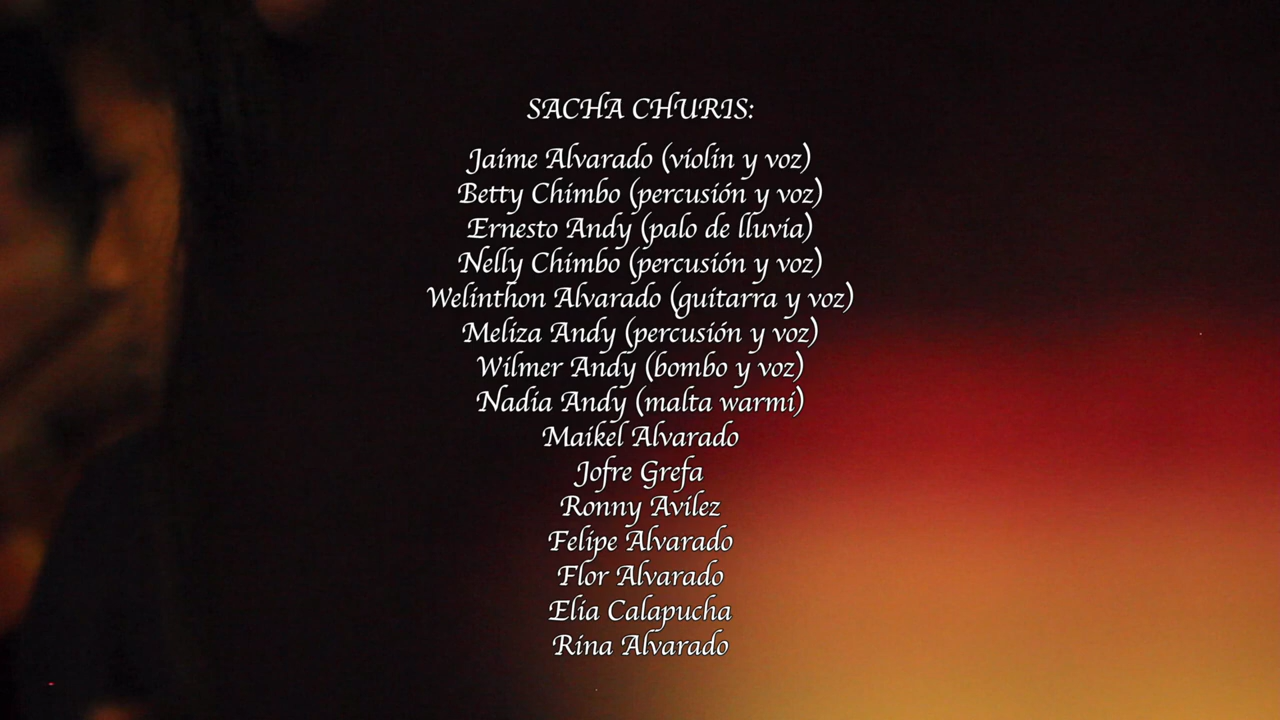 SACHA CHURIS:
Jaime Alvarado (violín y voz)
Betty Chimbo (percusión y voz)
Ernesto Andy (palo de lluvia)
Nelly Chimbo (percusión y voz)
Welinthon Alvarado (guitarra y voz)
Meliza Andy (percusión y voz)
Wilmer Andy (bombo y voz)
Nadia Andy (malta warmi)
Maikel Alvarado
Jofre Grefa
Ronny Avilez
Felipe Alvarado
Flor Alvarado
Elia Calapucha
Rina Alvarado